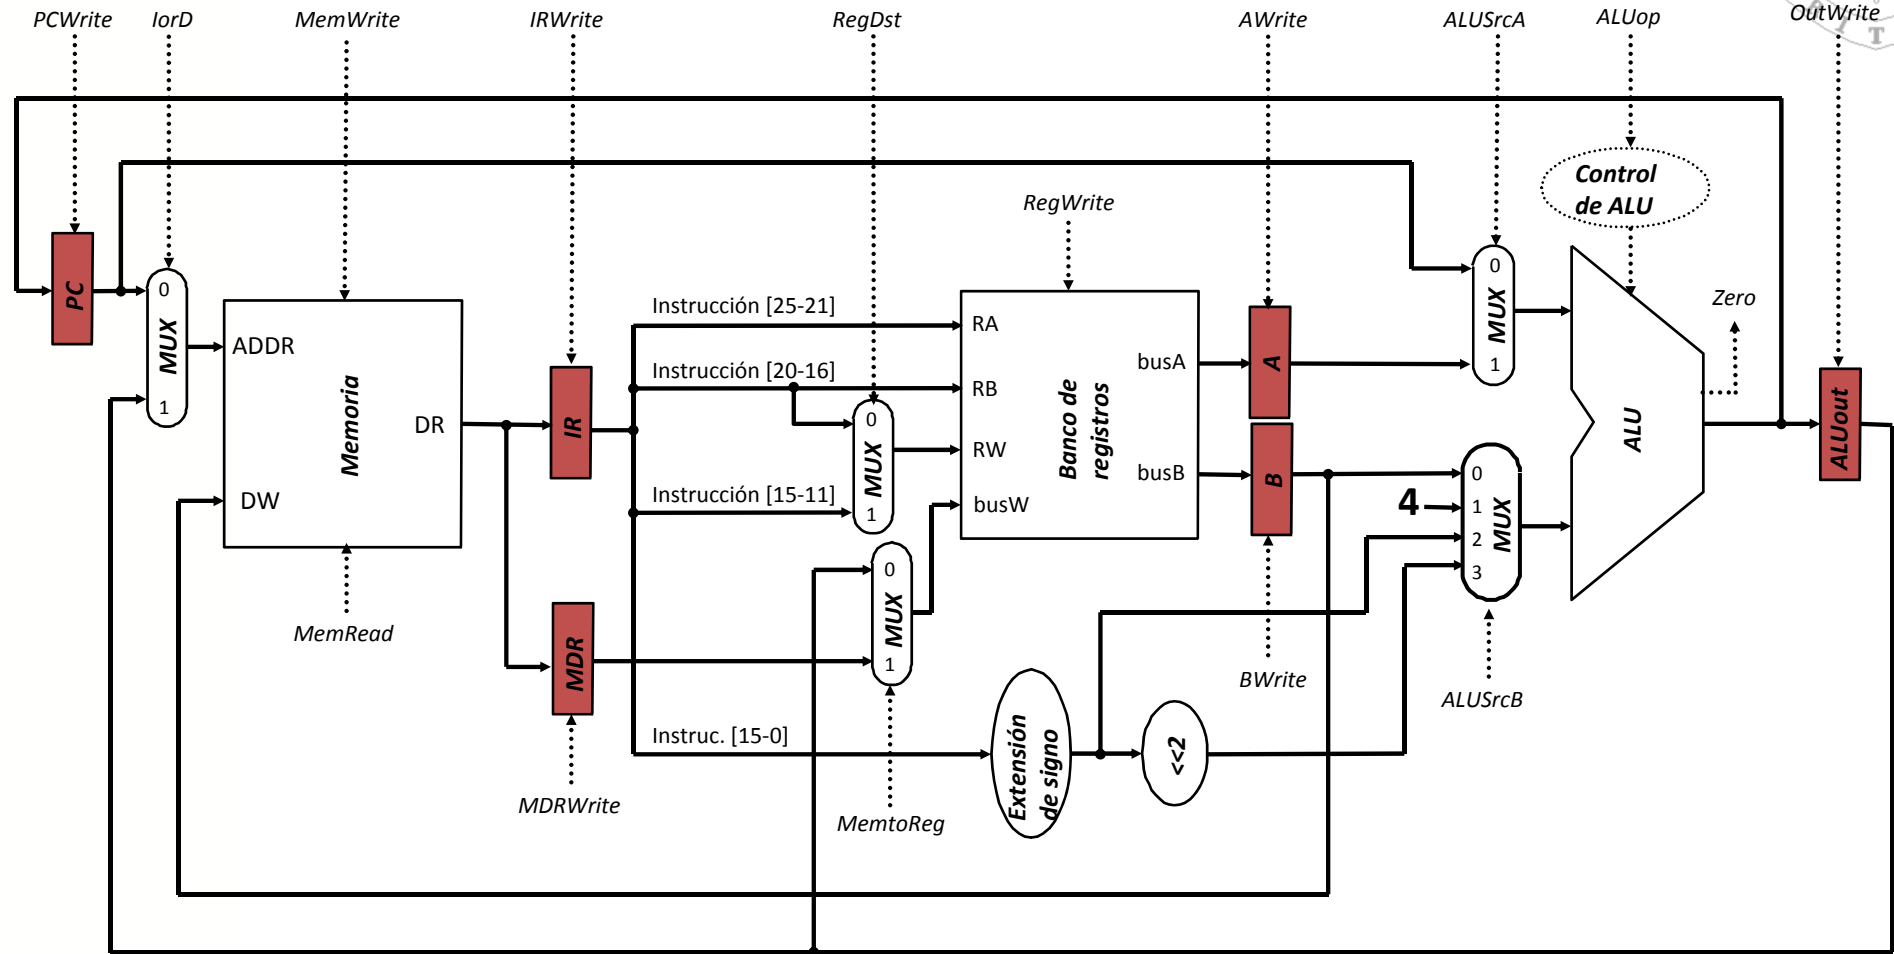 PCWrite
IorD
MemWrite
IRWrite
RegDst
AWrite
ALUSrcA
ALUop
OutWrite
Control
de ALU
RegWrite
Zero
PC
0
MUX
1
ADDR
Memoria
DR
DW
MemRead
IR
Instrucción [25-21]
Instrucción [20-16]
Instrucción [15-11]
Instruc. [15-0]
0
MUX
1
RA
RB
RW
busW
Banco de
registros
busA
busB
A
B
0
MUX
1
4
0
1
2
3
MUX
ALU
ALUout
MDR
MDRWrite
0
MUX
1
MemtoReg
Extensión
de signo
<<2
BWrite
ALUSrcB